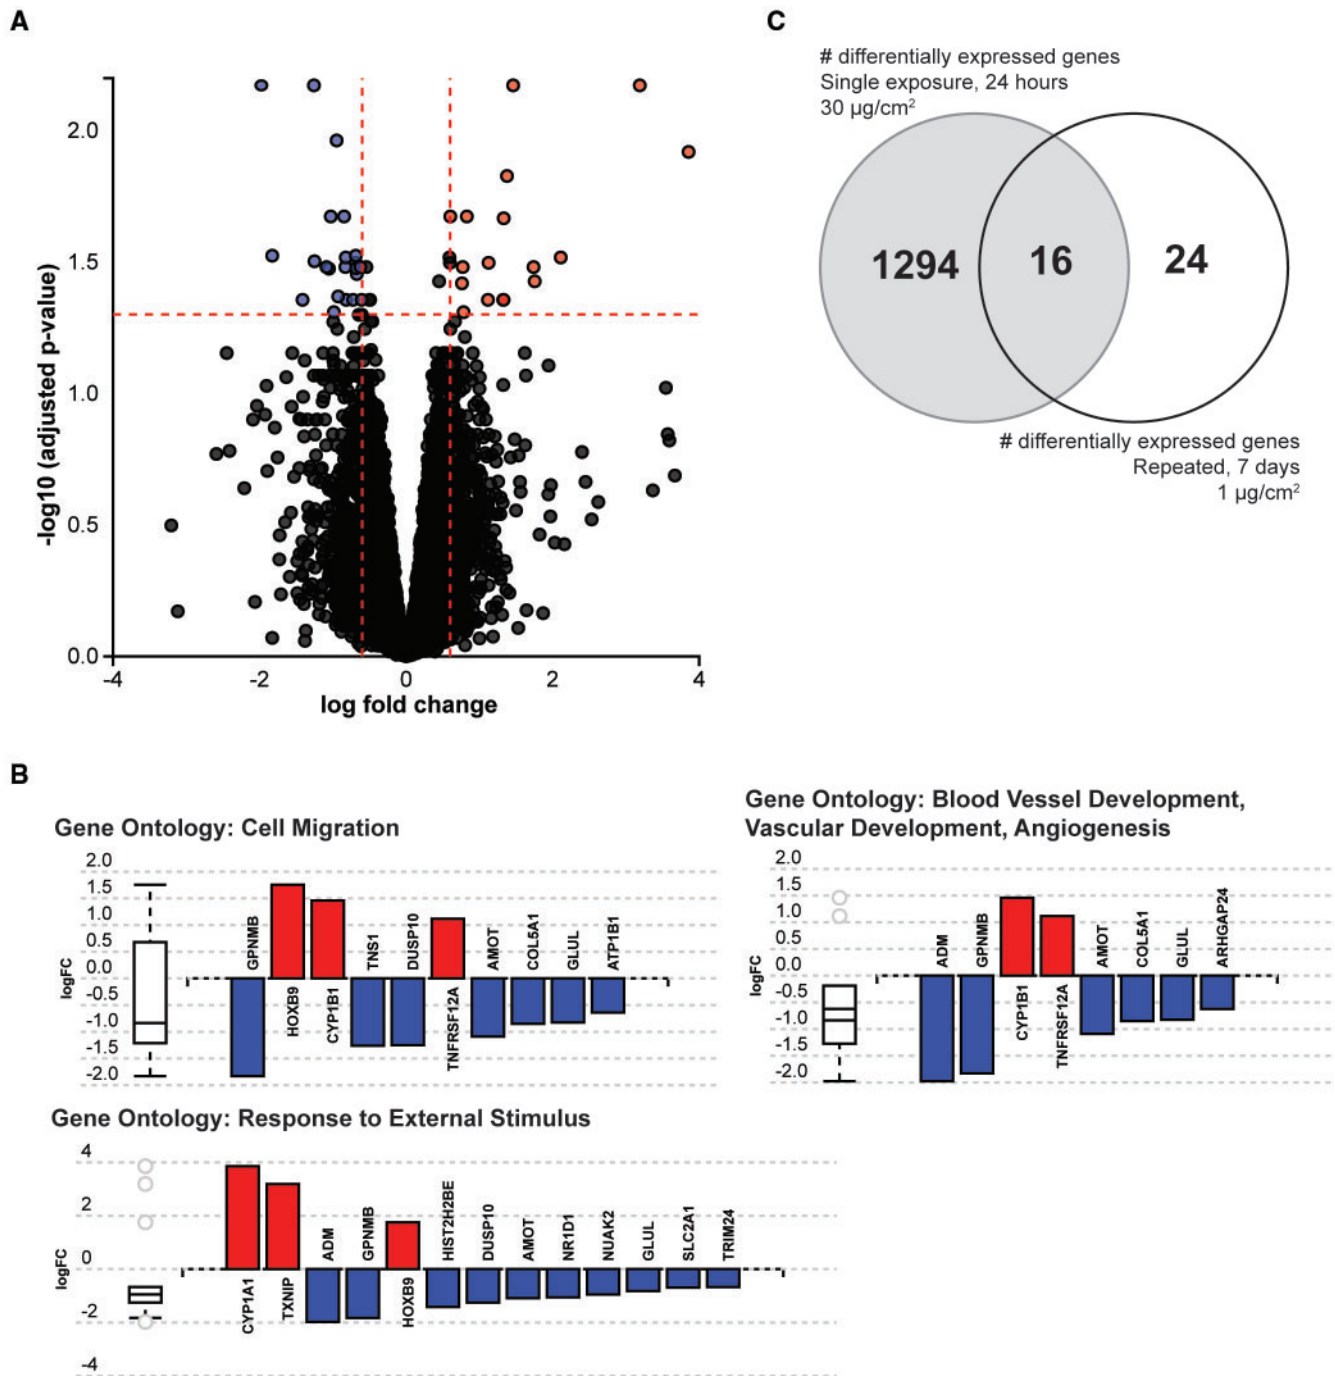 A
-log10 (adjusted p-value)
2.0
1.5
1.0
0.5
0.0
-4
-2
0
2
4
log fold change
C
# differentially expressed genes
Single exposure, 24 hours
30 µg/cm²
1294
16
24
# differentially expressed genes
Repeated, 7 days
1 µg/cm²
B
Gene Ontology: Cell Migration
logFC
2.0
1.5
1.0
0.5
0.0
-0.5
-1.0
-1.5
-2.0
GPNMB
HOXB9
CYP1B1
TNS1
DUSP10
TNFRSF12A
AMOT
COL5A1
GLUL
ATP1B1
Gene Ontology: Blood Vessel Development,
Vascular Development, Angiogenesis
logFC
2.0
1.5
1.0
0.5
0.0
-0.5
-1.0
-1.5
-2.0
ADM
GPNMB
CYP1B1
TNFRSF12A
AMOT
COL5A1
GLUL
ARHGAP24
Gene Ontology: Response to External Stimulus
logFC
4
2
0
-2
-4
CYP1A1
TXNIP
ADM
GPNMB
HOXB9
HIST2H2BE
DUSP10
AMOT
NR1D1
NUAK2
GLUL
SLC2A1
TRIM24